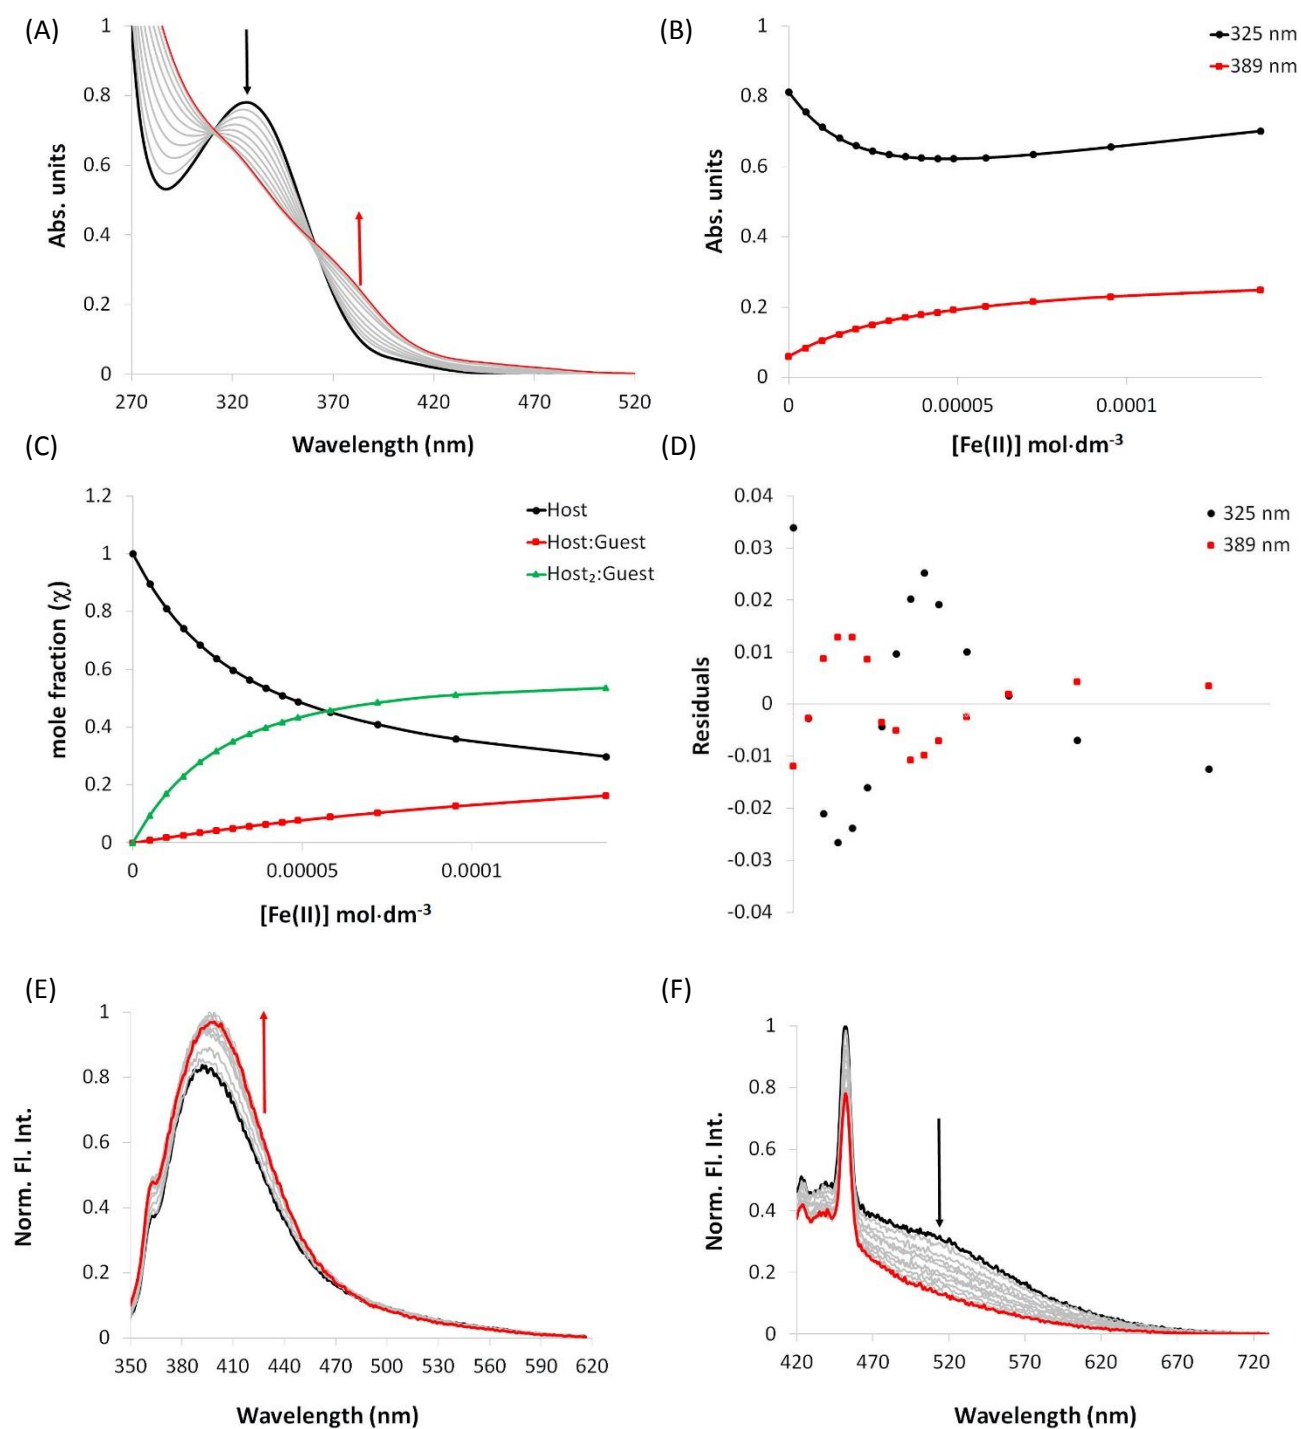 (A)
1
0.8
0.6
0.4
0.2
0
270 320 370 420 470 520
Abs. units
Wavelength (nm)
(B)
1
0.8
0.6
0.4
0.2
0
0 0.00005 0.0001
Abs. units
[Fe(II)] mol·dm-3
325 nm
389 nm
(C)
1.2
1
0.8
0.6
0.4
0.2
0
0 0.00005 0.0001
mole fraction (χ)
[Fe(II)] mol·dm-3
Host
Host:Guest
Host₂:Guest
(D)
0.04
0.03
0.02
0.01
0
-0.01
-0.02
-0.03
-0.04
Residuals
325 nm
389 nm
(E)
1
0.8
0.6
0.4
0.2
0
350 380 410 440 470 500 530 560 590 620
Norm. Fl. Int.
Wavelength (nm)
(F)
1
0.8
0.6
0.4
0.2
0
420 470 520 570 620 670 720
Norm. Fl. Int.
Wavelength (nm)